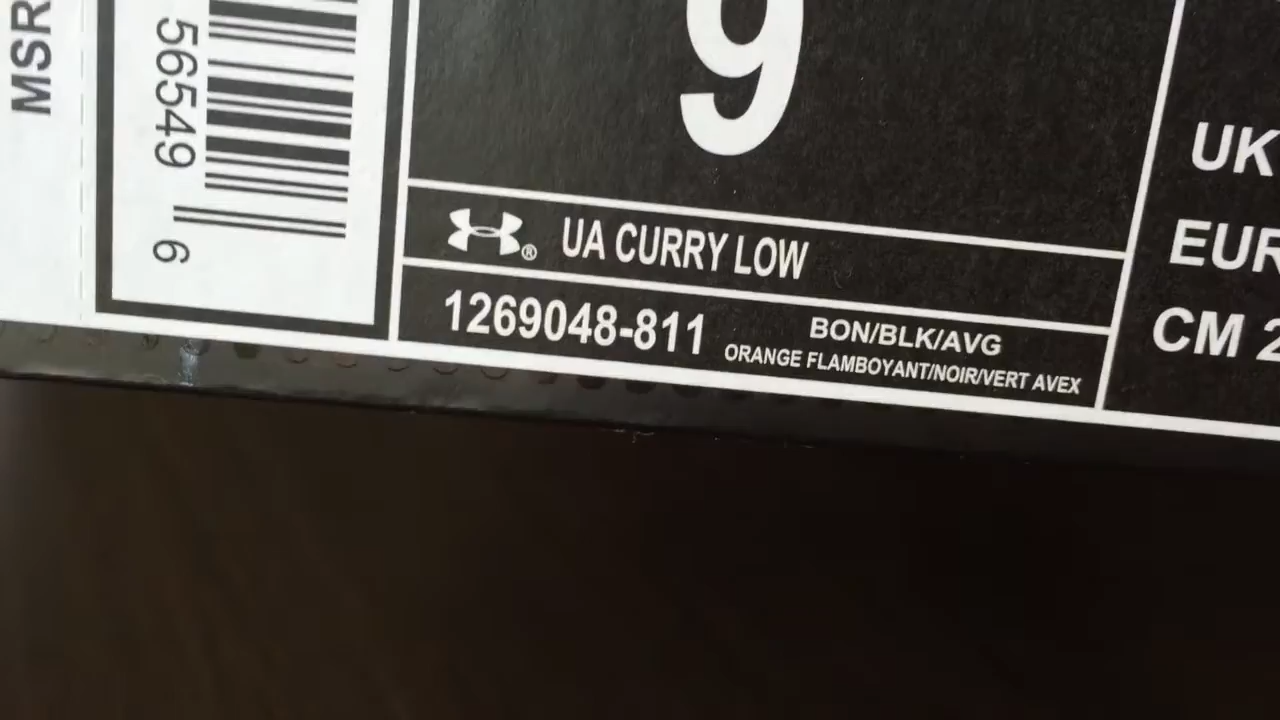 MSR
56549 6
9
UA CURRY LOW
1269048-811
BON/BLK/AVG
ORANGE FLAMBOYANT/NOIR/VERT AVEX
UK
EUR
CM 2